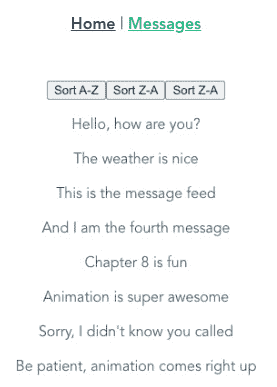 Home | Messages
Sort A-Z Sort Z-A Sort Z-A
Hello, how are you?
The weather is nice
This is the message feed
And I am the fourth message
Chapter 8 is fun
Animation is super awesome
Sorry, I didn't know you called
Be patient, animation comes right up